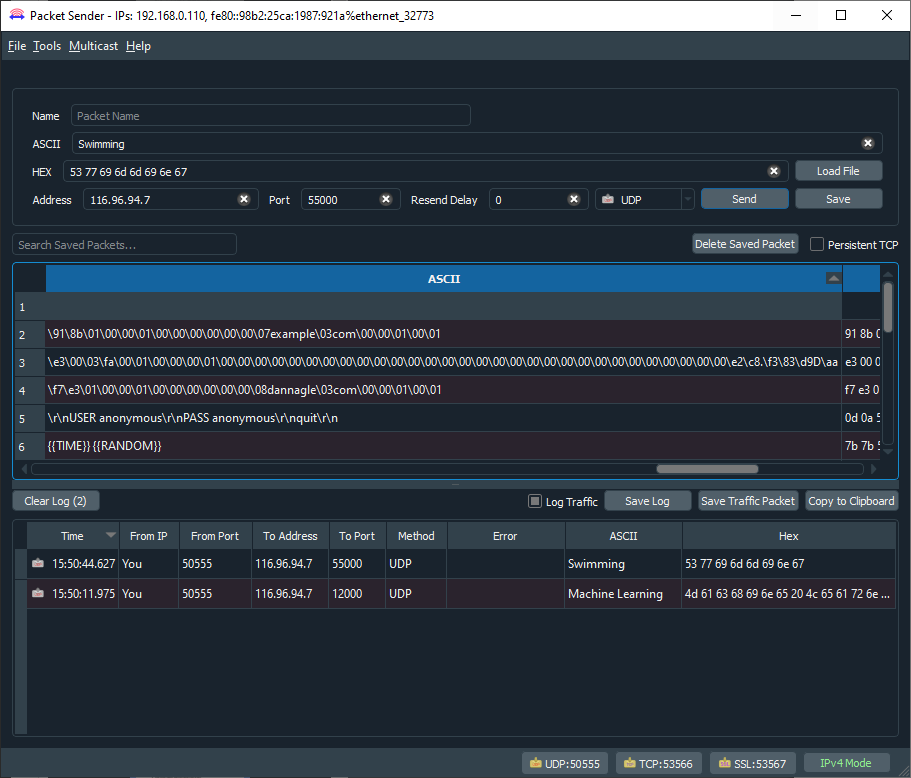 Packet Sender - IPs: 192.168.0.110, fe80::98b2:25ca:1987:921a%ethernet_32773
File Tools Multicast Help
Name Packet Name
ASCII Swimming
HEX 53 77 69 6d 6d 69 6e 67 Load File
Address 116.96.94.7 Port 55000 Resend Delay 0 UDP Send Save
Search Saved Packets... Delete Saved Packet Persistent TCP
ASCII
1
2 \91\8b\01\00\00\01\00\00\00\00\00\00\07example\03com\00\00\01\00\01 91 8b 0
3 \e3\00\03\fa\00\01\00\00\00\01\00\00\00\00\00\00\00\00\00\00\00\00\00\00\00\00\00\00\00\00\00\00\00\00\00\00\00\00\00\00\e2\c8.\f3\83\d9D\aa e3 00 0
4 \f7\e3\01\00\00\01\00\00\00\00\00\00\08dannagle\03com\00\00\01\00\01 f7 e3 0
5 \r\nUSER anonymous\r\nPASS anonymous\r\nquit\r\n 0d 0a 5
6 {{TIME}} {{RANDOM}} 7b 7b 5
Clear Log (2) Log Traffic Save Log Save Traffic Packet Copy to Clipboard
Time From IP From Port To Address To Port Method Error ASCII Hex
15:50:44.627 You 50555 116.96.94.7 55000 UDP Swimming 53 77 69 6d 6d 69 6e 67
15:50:11.975 You 50555 116.96.94.7 12000 UDP Machine Learning 4d 61 63 68 69 6e 65 20 4c 65 61 72 6e ...
UDP:50555 TCP:53566 SSL:53567 IPv4 Mode